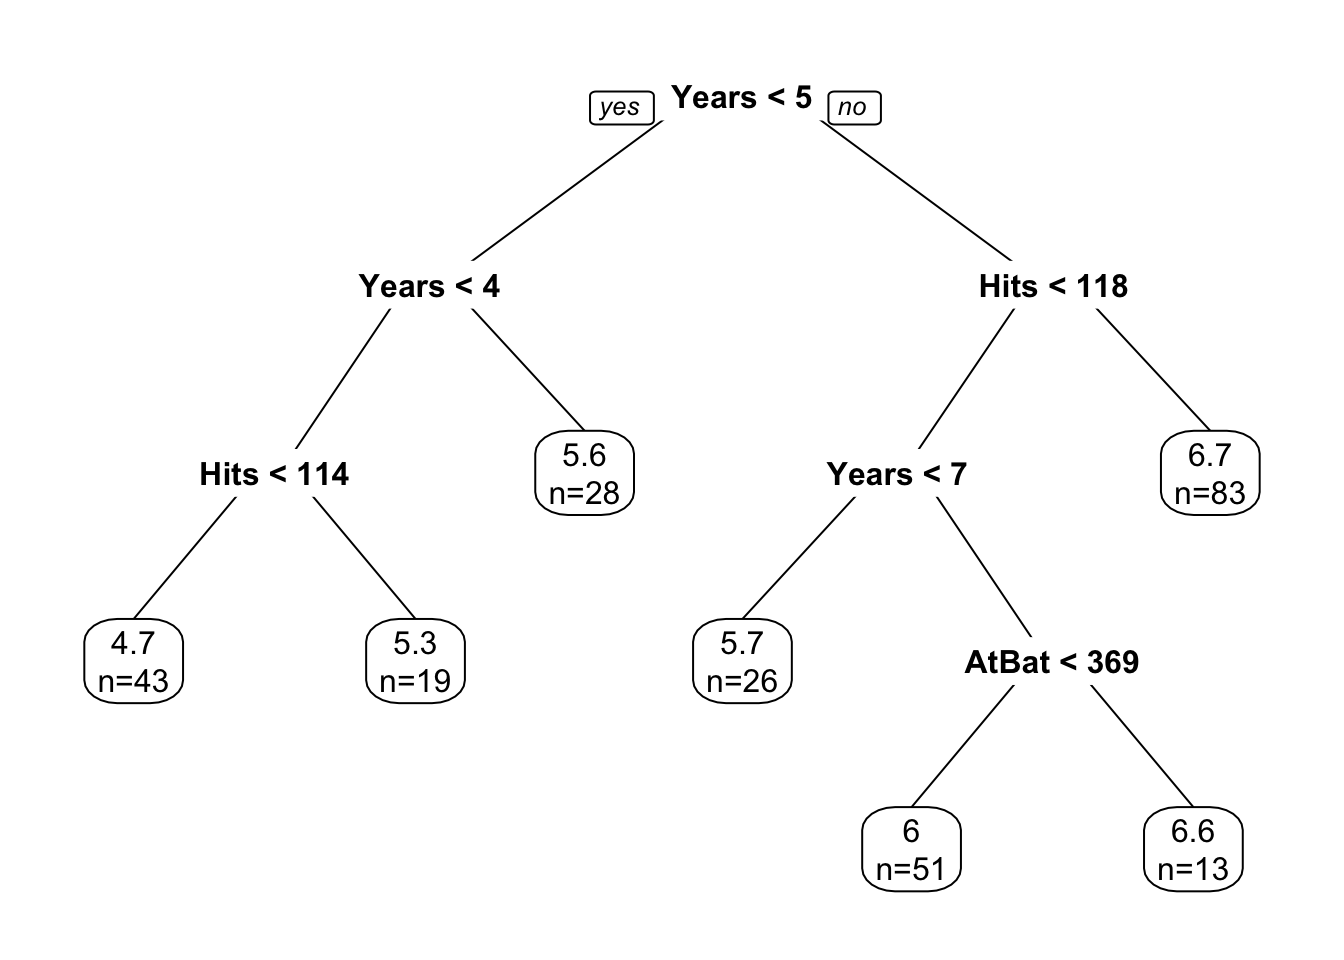 yes
Years < 5
no
Years < 4
Hits < 118
Hits < 114
5.6
n=28
Years < 7
6.7
n=83
4.7
n=43
5.3
n=19
5.7
n=26
AtBat < 369
6
n=51
6.6
n=13